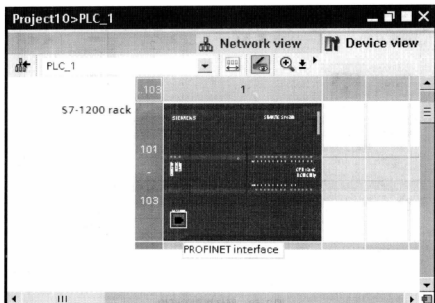 Project10>PLC_1
Network view
Device view
PLC_1
103
1
S7-1200 rack
SIEMENS
101
-
103
PROFINET interface